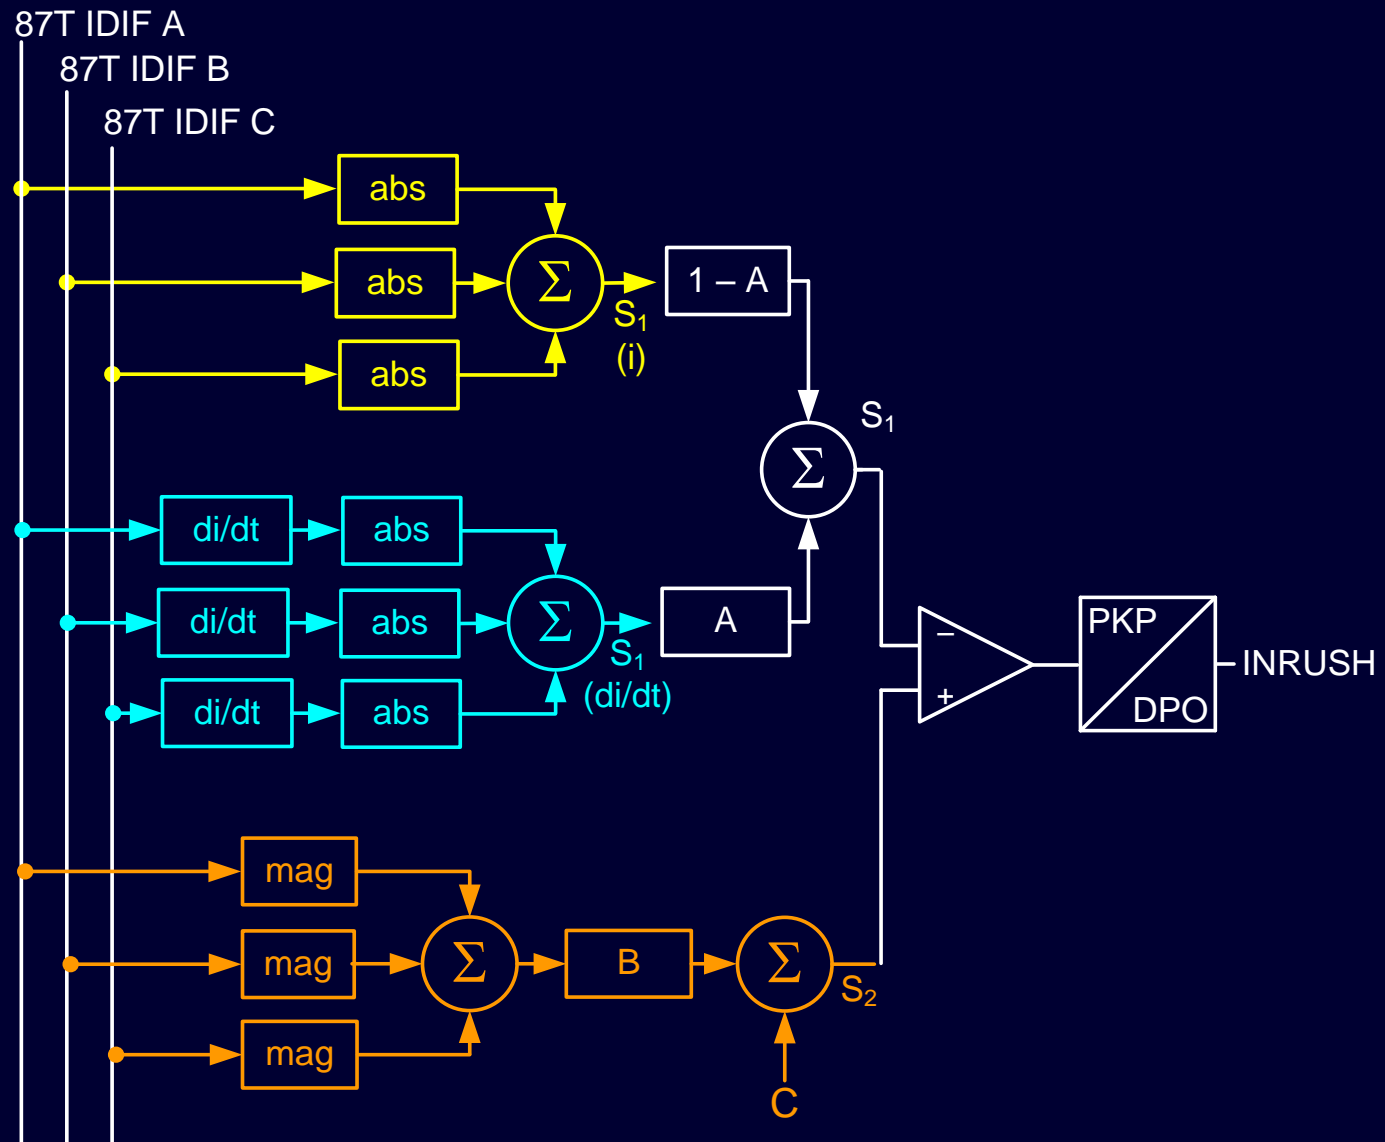 87T IDIF A
87T IDIF B
87T IDIF C
abs
abs
Σ
1 – A
S₁
(i)
abs
S₁
Σ
di/dt
abs
di/dt
abs
Σ
A
S₁
(di/dt)
di/dt
abs
–
+
PKP
DPO
INRUSH
mag
mag
Σ
B
Σ
S₂
mag
C